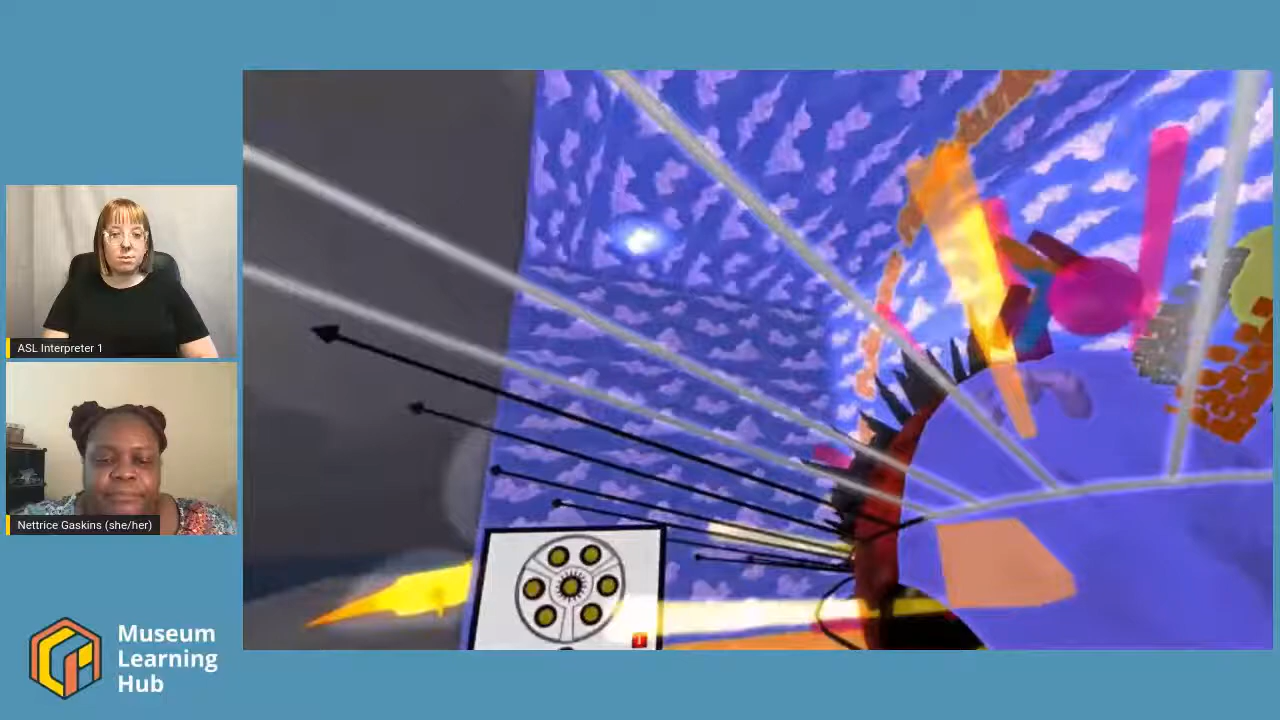 ASL Interpreter 1
Nettrice Gaskins (she/her)
Museum
Learning
Hub